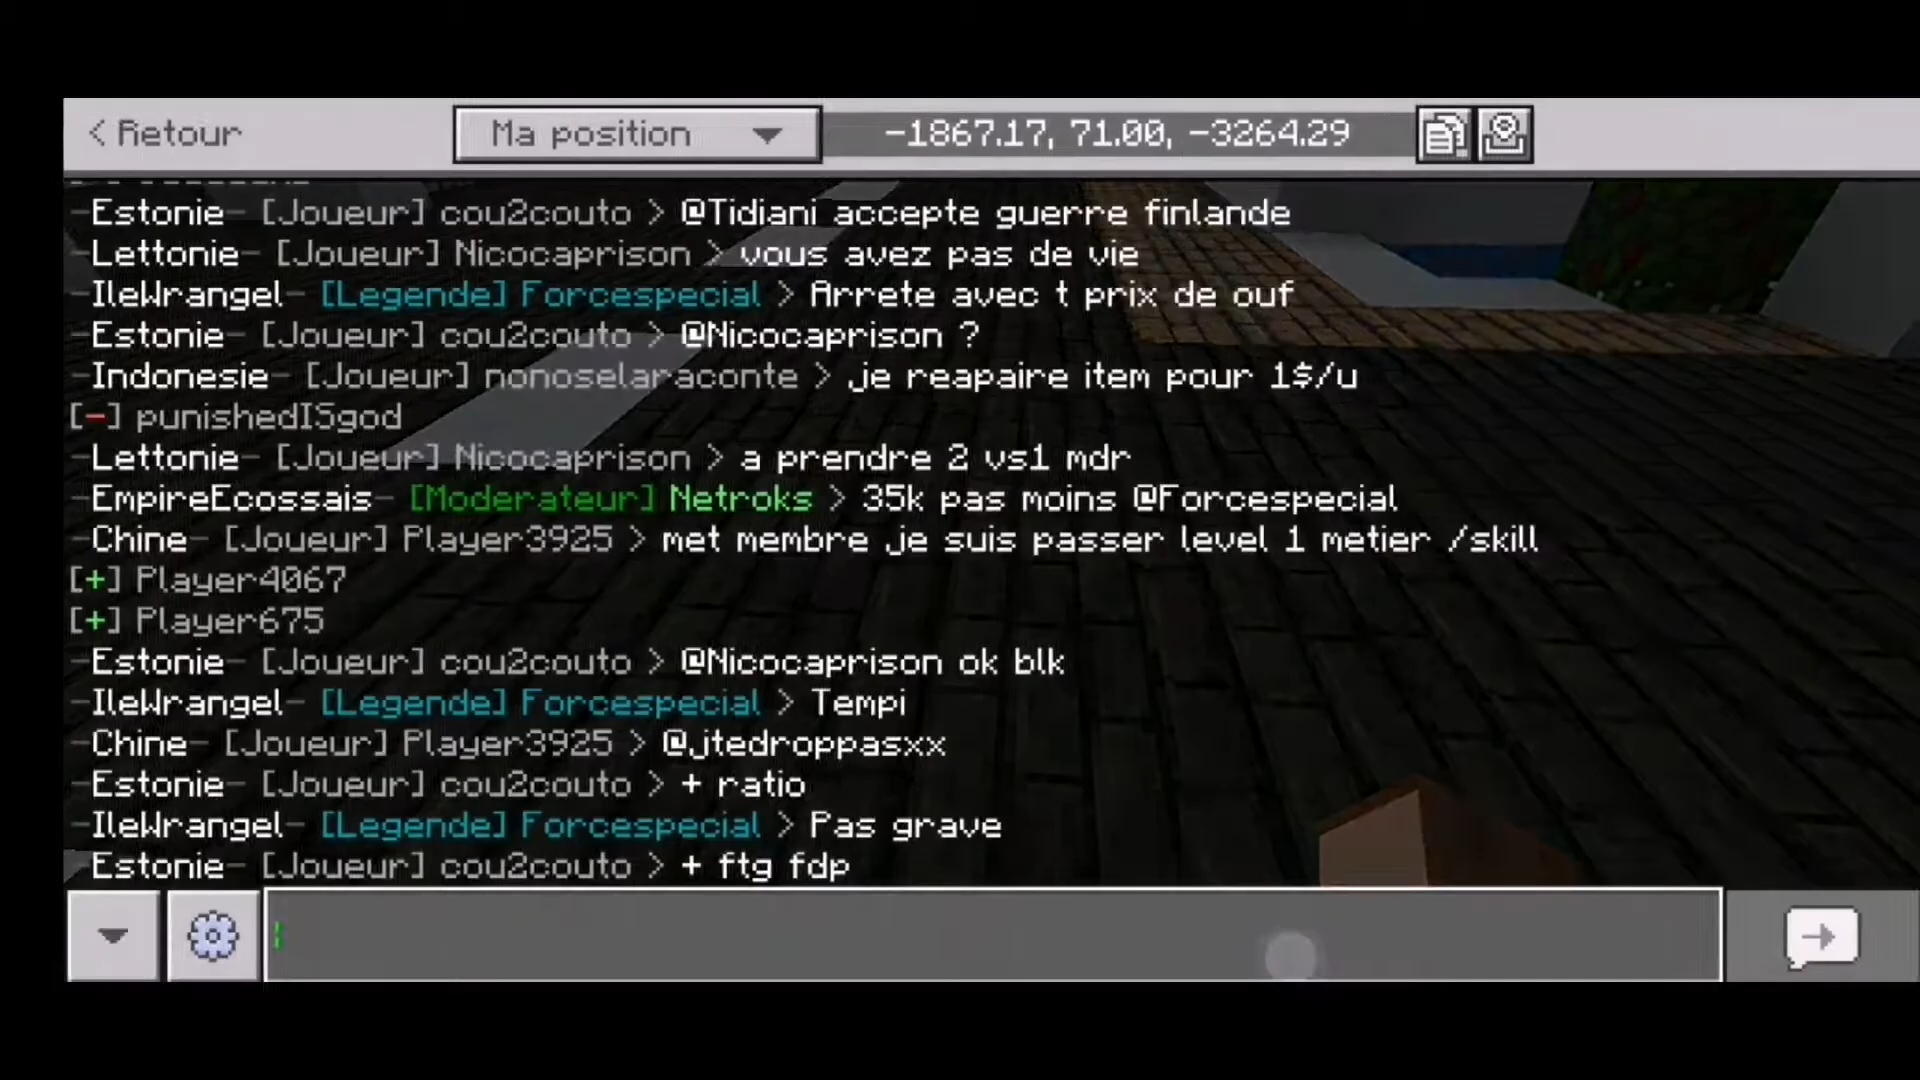 < Retour
Ma position
-1867.17, 71.00, -3264.29
-Estonie- [Joueur] cou2couto > @Tidiani accepte guerre finlande
-Lettonie- [Joueur] Nicocaprison > vous avez pas de vie
-IleWrangel- [Legende] Forcespecial > Arrete avec t prix de ouf
-Estonie- [Joueur] cou2couto > @Nicocaprison ?
-Indonesie- [Joueur] nonoselaraconte > je reapaire item pour 1$/u
[-] punishedISgod
-Lettonie- [Joueur] Nicocaprison > a prendre 2 vs1 mdr
-EmpireEcossais- [Moderateur] Netroks > 35k pas moins @Forcespecial
-Chine- [Joueur] Player3925 > met membre je suis passer level 1 metier /skill
[+] Player4067
[+] Player675
-Estonie- [Joueur] cou2couto > @Nicocaprison ok blk
-IleWrangel- [Legende] Forcespecial > Tempi
-Chine- [Joueur] Player3925 > @jtedroppasxx
-Estonie- [Joueur] cou2couto > + ratio
-IleWrangel- [Legende] Forcespecial > Pas grave
-Estonie- [Joueur] cou2couto > + ftg fdp